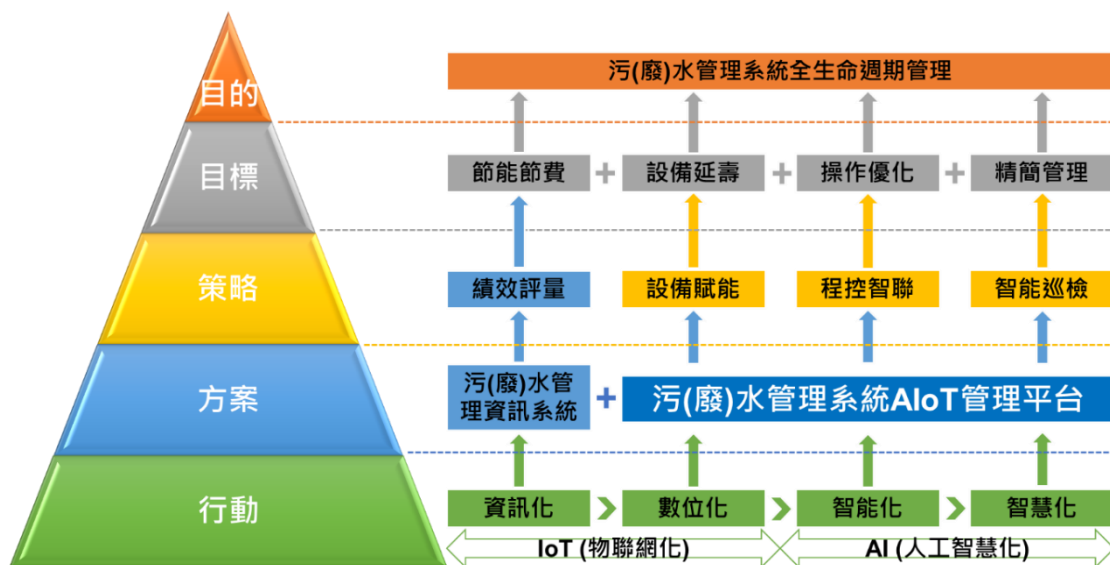 目的
污(廢)水管理系統全生命週期管理
目標
節能節費 + 設備延壽 + 操作優化 + 精簡管理
策略
績效評量 設備賦能 程控智聯 智能巡檢
方案
污(廢)水管
理資訊系統
+
污(廢)水管理系統AIoT管理平台
行動
資訊化 數位化 智能化 智慧化
IoT (物聯網化) AI (人工智慧化)